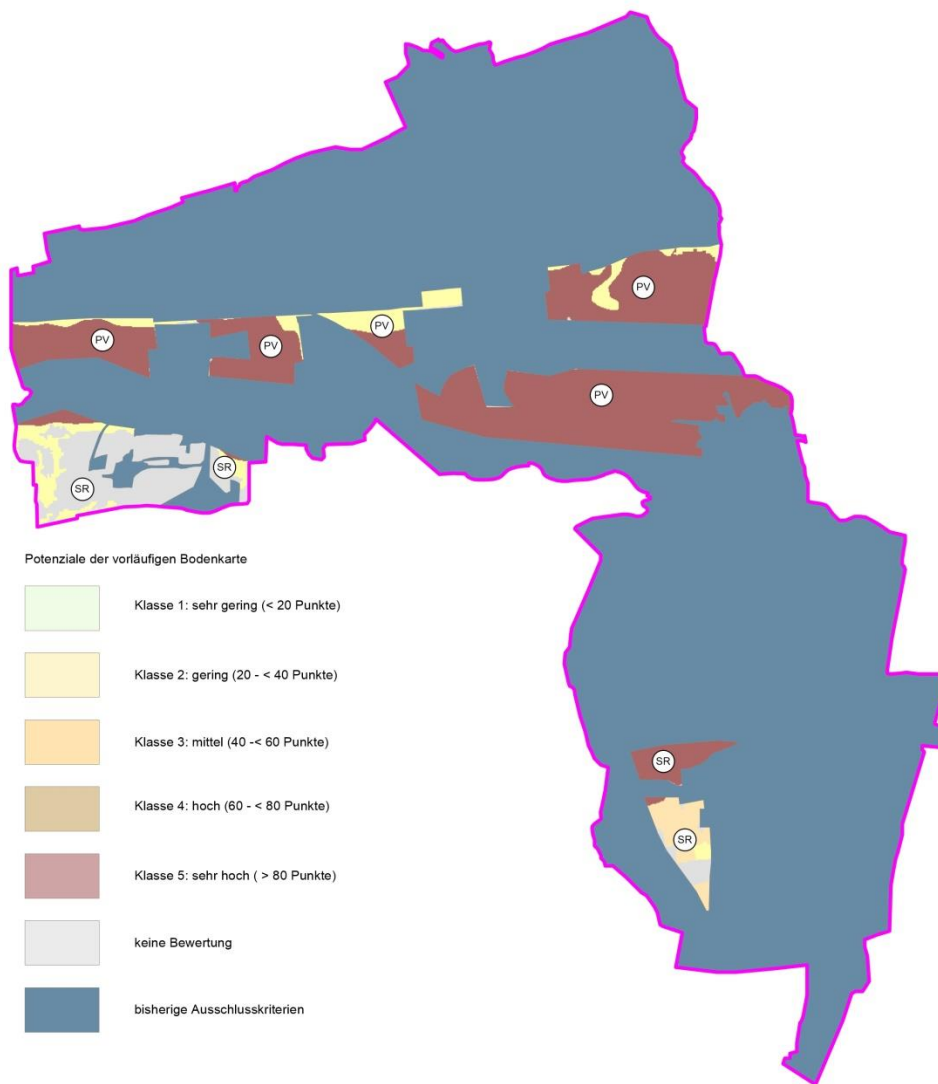 PV
PV
PV
PV
PV
SR
SR
Potenziale der vorläufigen Bodenkarte
Klasse 1: sehr gering (< 20 Punkte)
Klasse 2: gering (20 - < 40 Punkte)
Klasse 3: mittel (40 -< 60 Punkte)
Klasse 4: hoch (60 - < 80 Punkte)
Klasse 5: sehr hoch ( > 80 Punkte)
keine Bewertung
bisherige Ausschlusskriterien
SR
SR